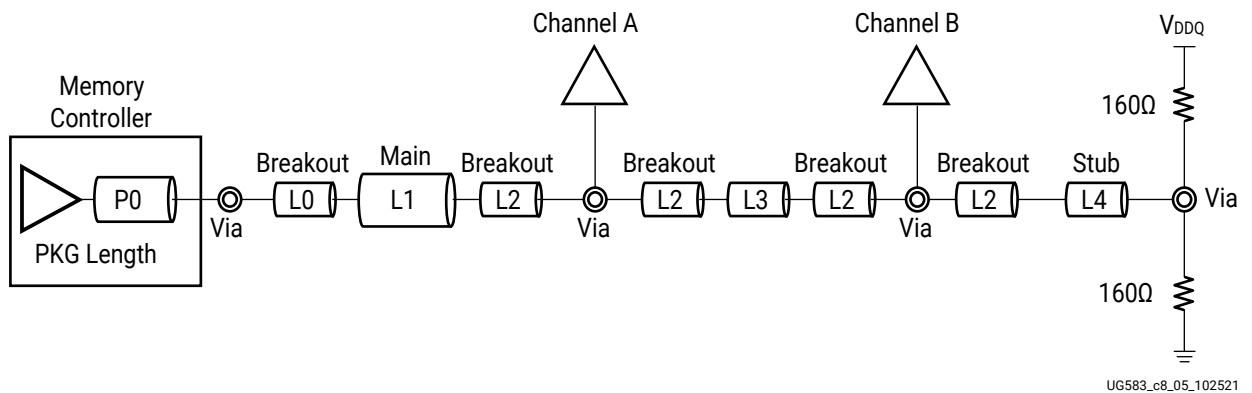 Channel A
Channel B
VDDQ
Memory
Controller
160Ω
Breakout
Main
Breakout
Breakout
Breakout
Breakout
Stub
P0
L0
L1
L2
L2
L3
L2
L2
L4
Via
Via
Via
Via
PKG Length
160Ω
UG583_c8_05_102521